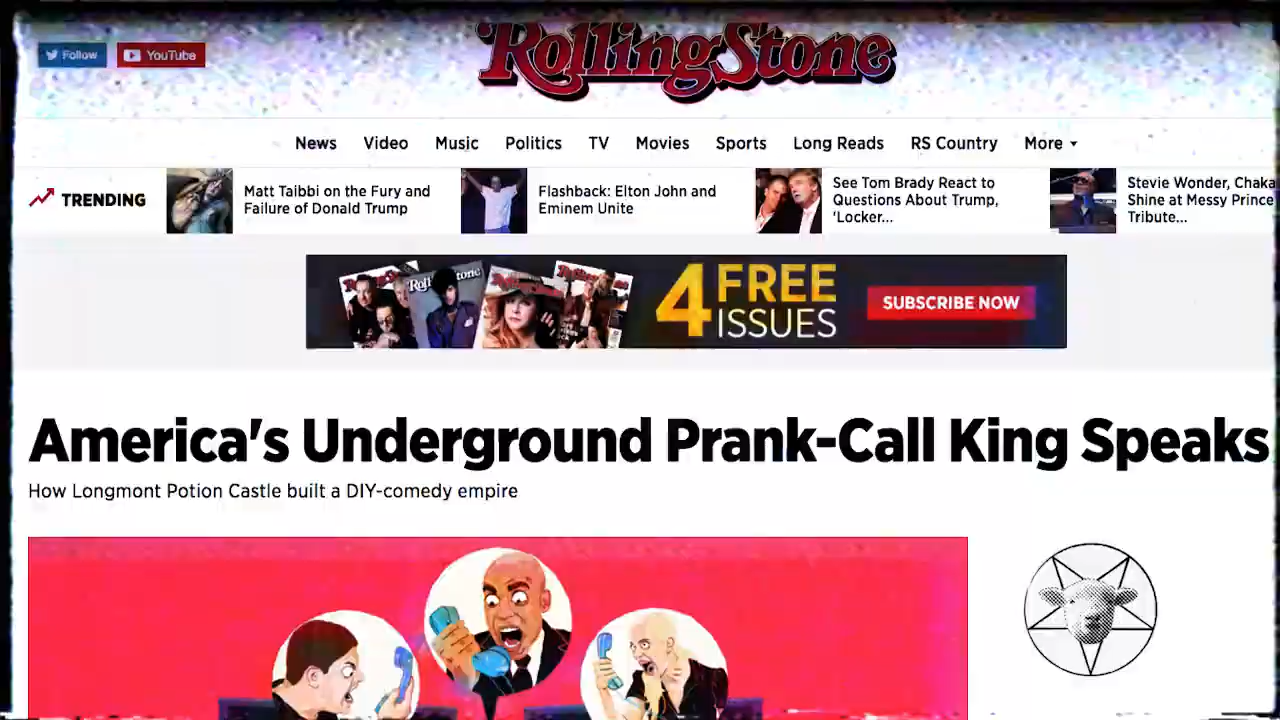 Follow
YouTube
RollingStone
News Video Music Politics TV Movies Sports Long Reads RS Country More
TRENDING
Matt Taibbi on the Fury and
Failure of Donald Trump
Flashback: Elton John and
Eminem Unite
See Tom Brady React to
Questions About Trump,
'Locker...
Stevie Wonder, Chaka
Shine at Messy Prince
Tribute...
4 FREE
ISSUES
SUBSCRIBE NOW
America's Underground Prank-Call King Speaks
How Longmont Potion Castle built a DIY-comedy empire